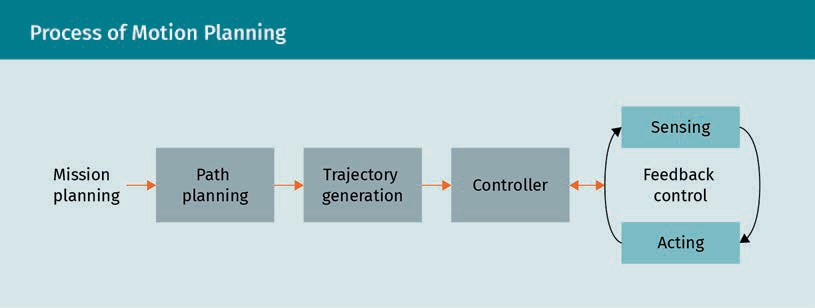 Process of Motion Planning
Mission
planning
Path
planning
Trajectory
generation
Controller
Sensing
Feedback
control
Acting